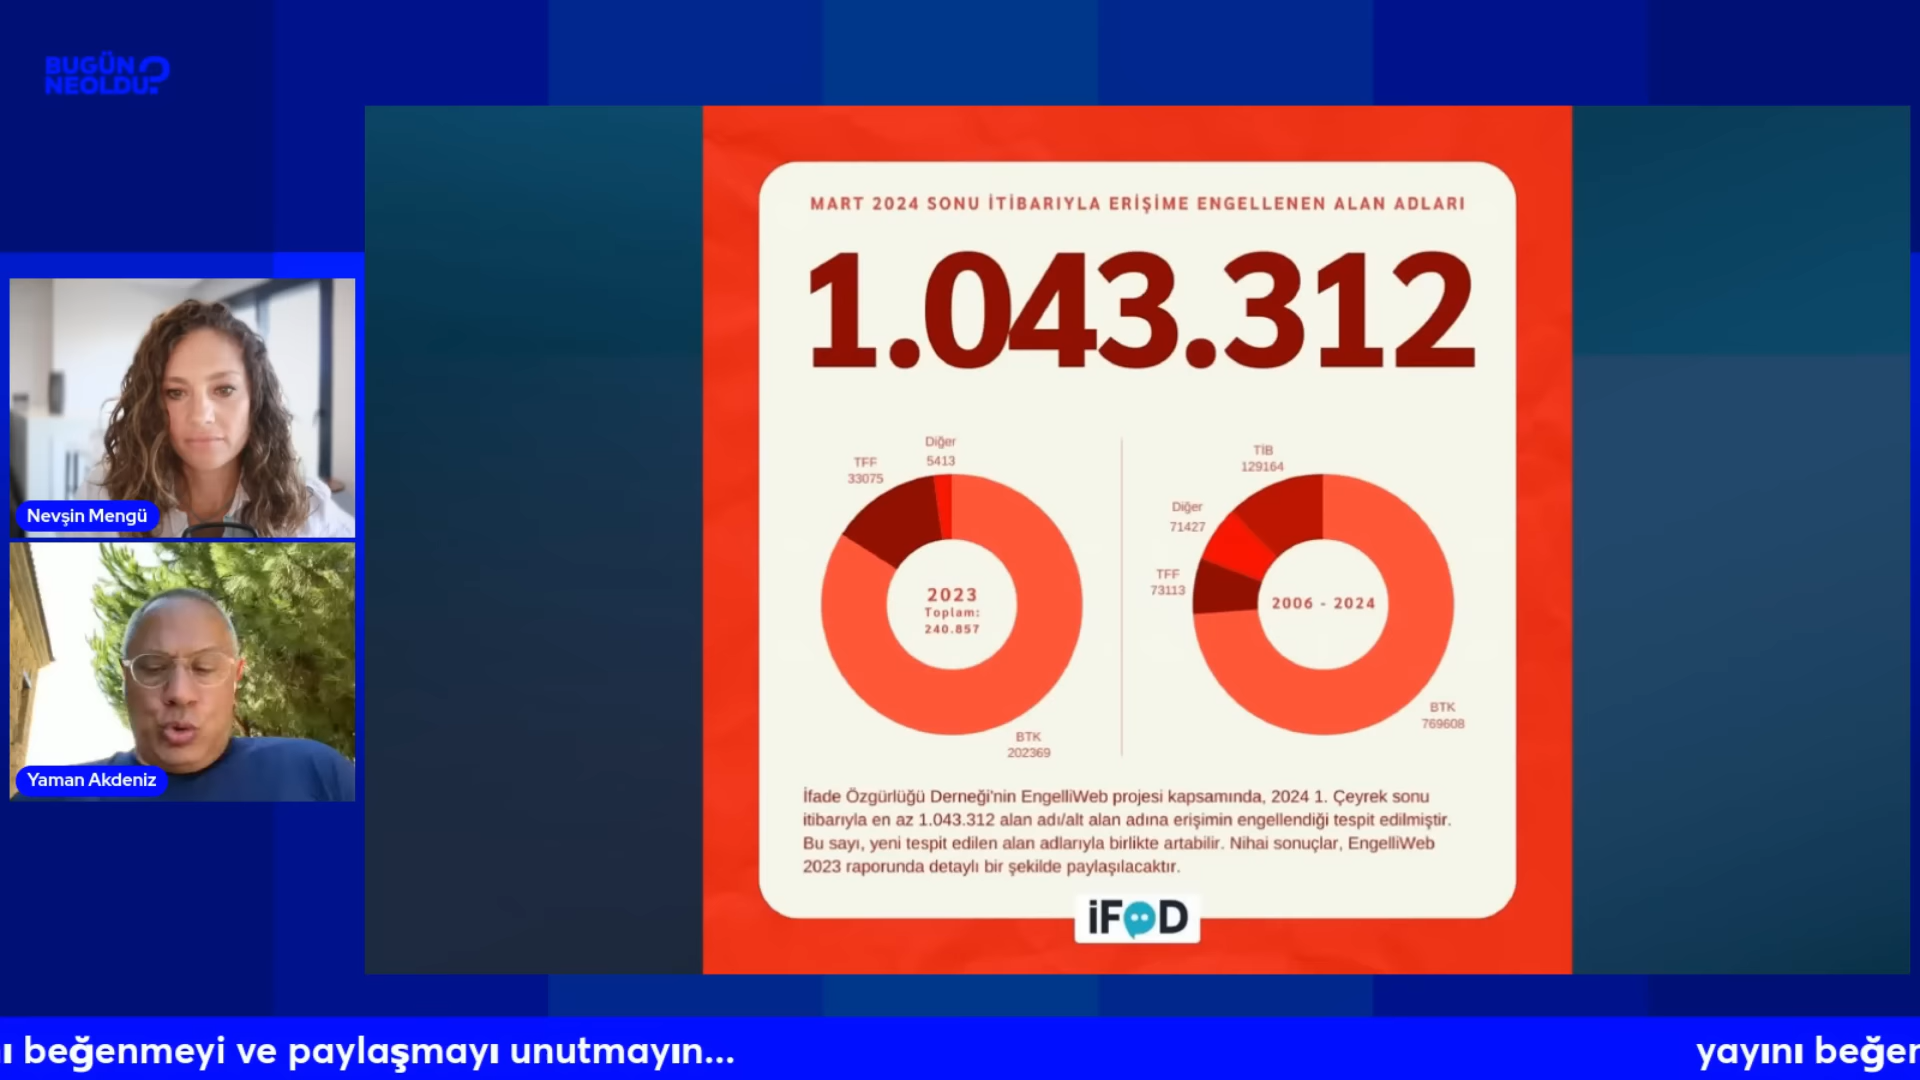 BUGÜN
NEOLDU?
MART 2024 SONU İTİBARIYLA ERİŞİME ENGELLENEN ALAN ADLARI
1.043.312
Diğer
5413
TFF
33075
2023
Toplam:
240.857
BTK
202369
TİB
129164
Diğer
71427
TFF
73113
2006 - 2024
BTK
769608
İfade Özgürlüğü Derneği'nin EngelliWeb projesi kapsamında, 2024 1. Çeyrek sonu
itibarıyla en az 1.043.312 alan adı/alt alan adına erişimin engellendiği tespit edilmiştir.
Bu sayı, yeni tespit edilen alan adlarıyla birlikte artabilir. Nihai sonuçlar, EngelliWeb
2023 raporunda detaylı bir şekilde paylaşılacaktır.
iFOD
Nevşin Mengü
Yaman Akdeniz
ı beğenmeyi ve paylaşmayı unutmayın... yayını beğer